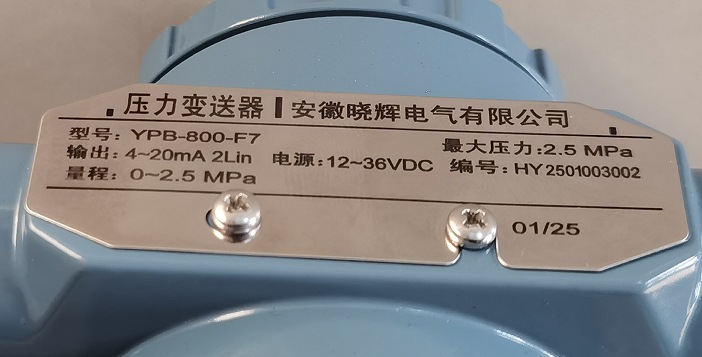 压力变送器 安徽晓辉电气有限公司
型号: YPB-800-F7 最大压力:2.5 MPa
输出: 4~20mA 2Lin 电源:12~36VDC 编号: HY2501003002
量程: 0~2.5 MPa
01/25